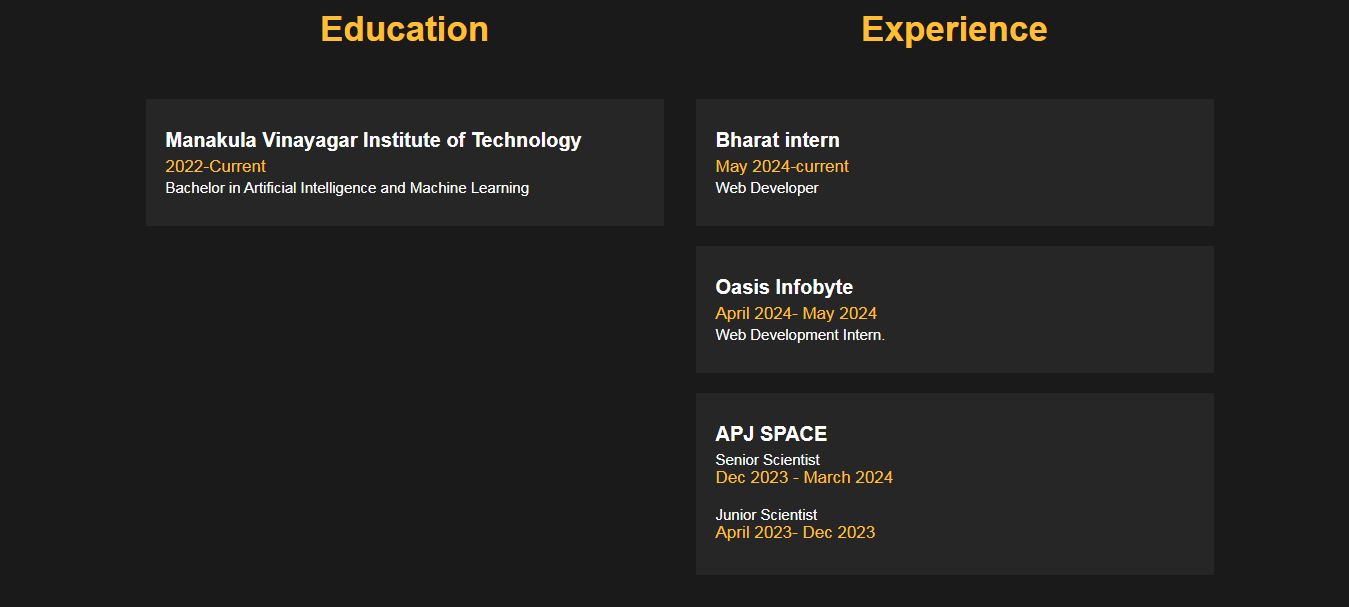 Education
Manakula Vinayagar Institute of Technology
2022-Current
Bachelor in Artificial Intelligence and Machine Learning
Experience
Bharat intern
May 2024-current
Web Developer
Oasis Infobyte
April 2024- May 2024
Web Development Intern.
APJ SPACE
Senior Scientist
Dec 2023 - March 2024
Junior Scientist
April 2023- Dec 2023